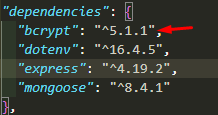 "dependencies": {
"bcrypt": "^5.1.1",
"dotenv": "^16.4.5",
"express": "^4.19.2",
"mongoose": "^8.4.1"
},